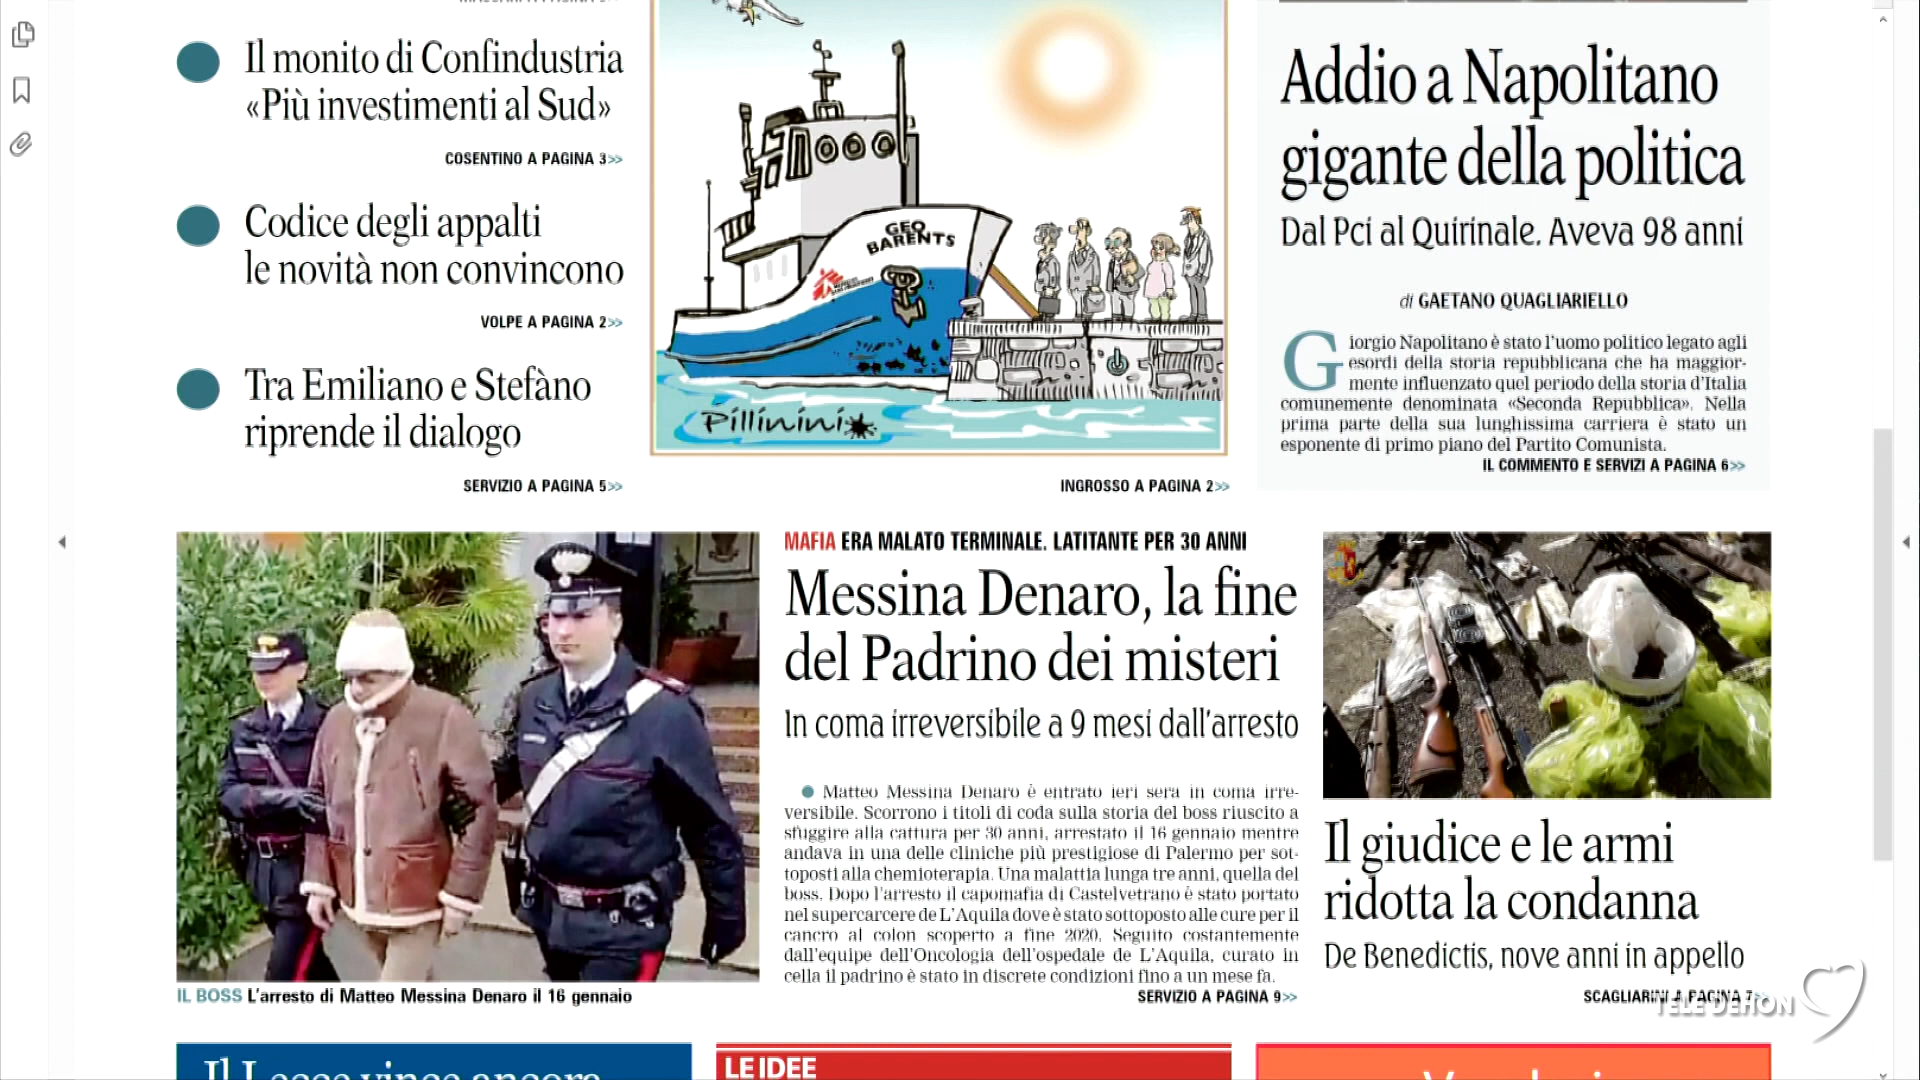 Il monito di Confindustria
«Più investimenti al Sud»
COSENTINO A PAGINA 3>>
Codice degli appalti
le novità non convincono
VOLPE A PAGINA 2>>
Tra Emiliano e Stefàno
riprende il dialogo
SERVIZIO A PAGINA 5>>
GEO
BARENTS
Pillinini
INGROSSO A PAGINA 2>>
Addio a Napolitano
gigante della politica
Dal Pci al Quirinale. Aveva 98 anni
di GAETANO QUAGLIARIELLO
Giorgio Napolitano è stato l'uomo politico legato agli
esordi della storia repubblicana che ha maggior-
mente influenzato quel periodo della storia d'Italia
comunemente denominata «Seconda Repubblica». Nella
prima parte della sua lunghissima carriera è stato un
esponente di primo piano del Partito Comunista.
IL COMMENTO E SERVIZI A PAGINA 6>>
IL BOSS L'arresto di Matteo Messina Denaro il 16 gennaio
MAFIA ERA MALATO TERMINALE. LATITANTE PER 30 ANNI
Messina Denaro, la fine
del Padrino dei misteri
In coma irreversibile a 9 mesi dall'arresto
● Matteo Messina Denaro è entrato ieri sera in coma irre-
versibile. Scorrono i titoli di coda sulla storia del boss riuscito a
sfuggire alla cattura per 30 anni, arrestato il 16 gennaio mentre
andava in una delle cliniche più prestigiose di Palermo per sot-
toposti alla chemioterapia. Una malattia lunga tre anni, quella del
boss. Dopo l'arresto il capomafia di Castelvetrano è stato portato
nel supercarcere de L'Aquila dove è stato sottoposto alle cure per il
cancro al colon scoperto a fine 2020. Seguito costantemente
dall'equipe dell'Oncologia dell'ospedale de L'Aquila, curato in
cella il padrino è stato in discrete condizioni fino a un mese fa.
SERVIZIO A PAGINA 9>>
Il giudice e le armi
ridotta la condanna
De Benedictis, nove anni in appello
SCAGLIARINI A PAGINA 7>>
TELE DEHON
Il Lecce vince ancora
LE IDEE